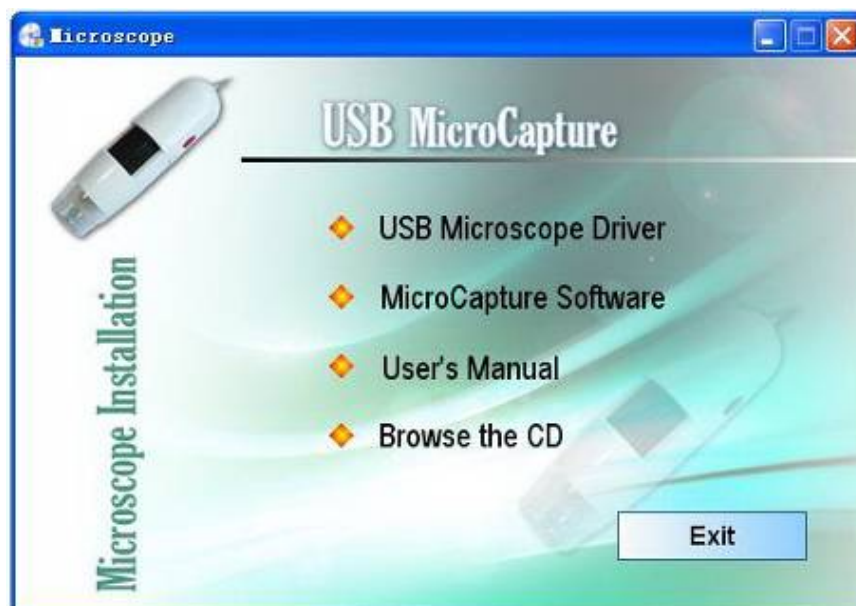 Microscope
USB MicroCapture
USB Microscope Driver
MicroCapture Software
User's Manual
Browse the CD
Microscope Installation
Exit